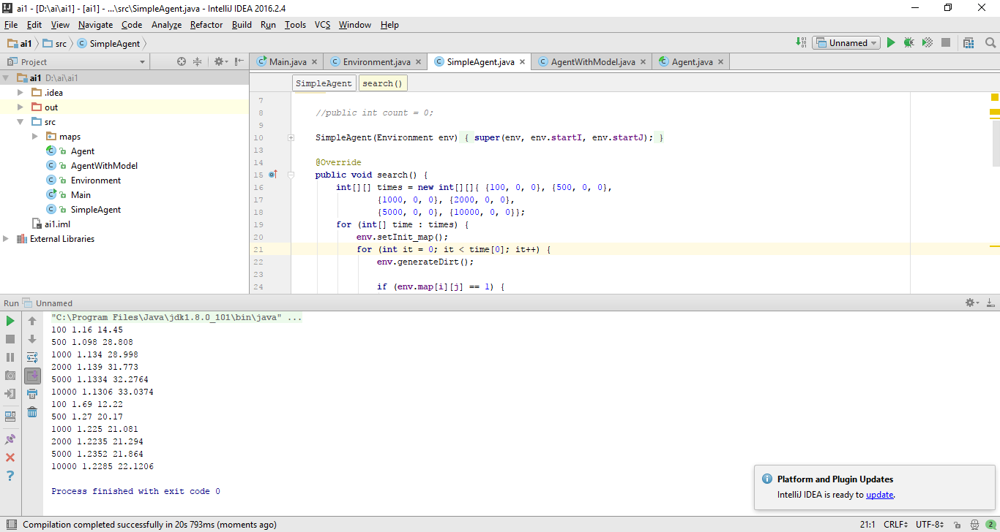 ai1 - [D:\ai\ai1] - [ai1] - ...\src\SimpleAgent.java - IntelliJ IDEA 2016.2.4
File Edit View Navigate Code Analyze Refactor Build Run Tools VCS Window Help
ai1 src SimpleAgent
Unnamed
Project
Main.java Environment.java SimpleAgent.java AgentWithModel.java Agent.java
ai1 D:\ai\ai1
.idea
out
src
maps
Agent
AgentWithModel
Environment
Main
SimpleAgent
ai1.iml
External Libraries
SimpleAgent search()
7
8 //public int count = 0;
9
10 SimpleAgent(Environment env) { super(env, env.startI, env.startJ); }
13
14 @Override
15 public void search() {
16 int[][] times = new int[][]{ {100, 0, 0}, {500, 0, 0},
17 {1000, 0, 0}, {2000, 0, 0},
18 {5000, 0, 0}, {10000, 0, 0}};
19 for (int[] time : times) {
20 env.setInit_map();
21 for (int it = 0; it < time[0]; it++) {
22 env.generateDirt();
23
24 if (env.map[i][j] == 1) {
Run Unnamed
"C:\Program Files\Java\jdk1.8.0_101\bin\java" ...
100 1.16 14.45
500 1.098 28.808
1000 1.134 28.998
2000 1.139 31.773
5000 1.1334 32.2764
10000 1.1306 33.0374
100 1.69 12.22
500 1.27 20.17
1000 1.225 21.081
2000 1.2235 21.294
5000 1.2352 21.864
10000 1.2285 22.1206
Process finished with exit code 0
Platform and Plugin Updates
IntelliJ IDEA is ready to update.
Compilation completed successfully in 20s 793ms (moments ago)
21:1 CRLF UTF-8 2